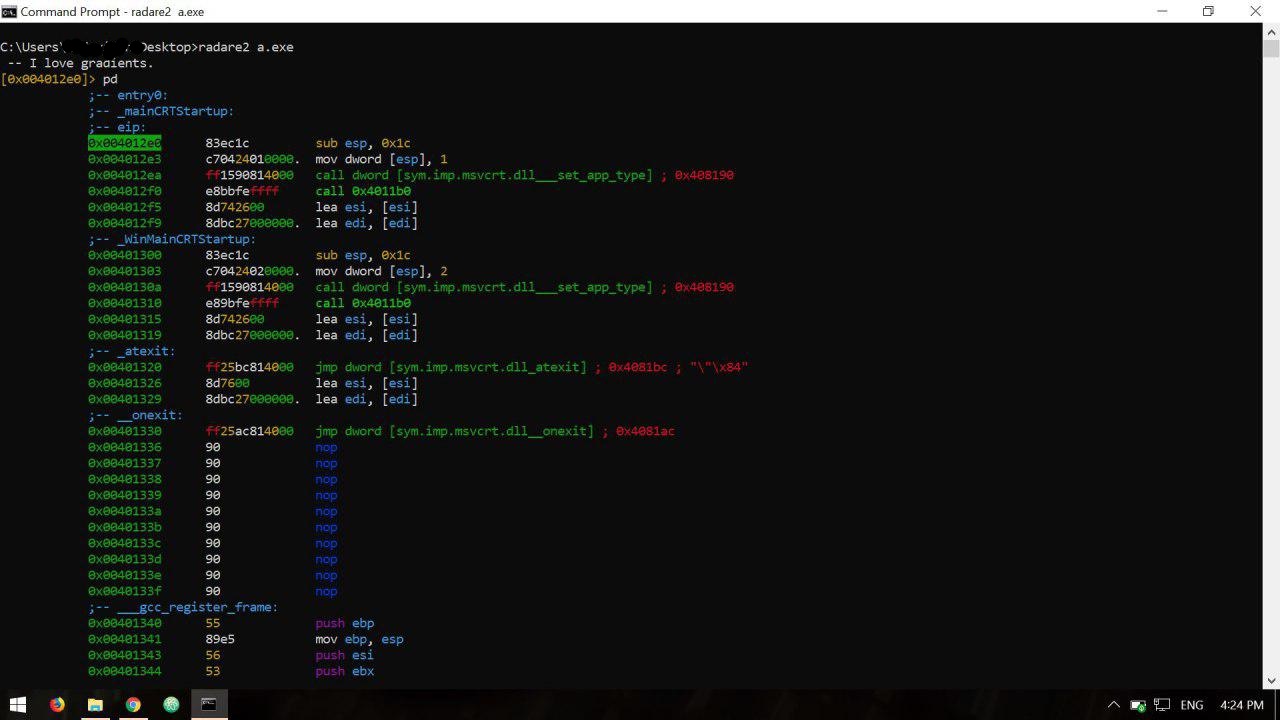 Command Prompt - radare2 a.exe
C:\Users\ Desktop>radare2 a.exe
-- I love gradients.
[0x004012e0]> pd
;-- entry0:
;-- _mainCRTStartup:
;-- eip:
0x004012e0 83ec1c sub esp, 0x1c
0x004012e3 c70424010000. mov dword [esp], 1
0x004012ea ff1590814000 call dword [sym.imp.msvcrt.dll___set_app_type] ; 0x408190
0x004012f0 e8bbfeffff call 0x4011b0
0x004012f5 8d742600 lea esi, [esi]
0x004012f9 8dbc27000000. lea edi, [edi]
;-- _WinMainCRTStartup:
0x00401300 83ec1c sub esp, 0x1c
0x00401303 c70424020000. mov dword [esp], 2
0x0040130a ff1590814000 call dword [sym.imp.msvcrt.dll___set_app_type] ; 0x408190
0x00401310 e89bfeffff call 0x4011b0
0x00401315 8d742600 lea esi, [esi]
0x00401319 8dbc27000000. lea edi, [edi]
;-- _atexit:
0x00401320 ff25bc814000 jmp dword [sym.imp.msvcrt.dll_atexit] ; 0x4081bc ; "\"\x84"
0x00401326 8d7600 lea esi, [esi]
0x00401329 8dbc27000000. lea edi, [edi]
;-- __onexit:
0x00401330 ff25ac814000 jmp dword [sym.imp.msvcrt.dll__onexit] ; 0x4081ac
0x00401336 90 nop
0x00401337 90 nop
0x00401338 90 nop
0x00401339 90 nop
0x0040133a 90 nop
0x0040133b 90 nop
0x0040133c 90 nop
0x0040133d 90 nop
0x0040133e 90 nop
0x0040133f 90 nop
;-- ___gcc_register_frame:
0x00401340 55 push ebp
0x00401341 89e5 mov ebp, esp
0x00401343 56 push esi
0x00401344 53 push ebx
ENG 4:24 PM